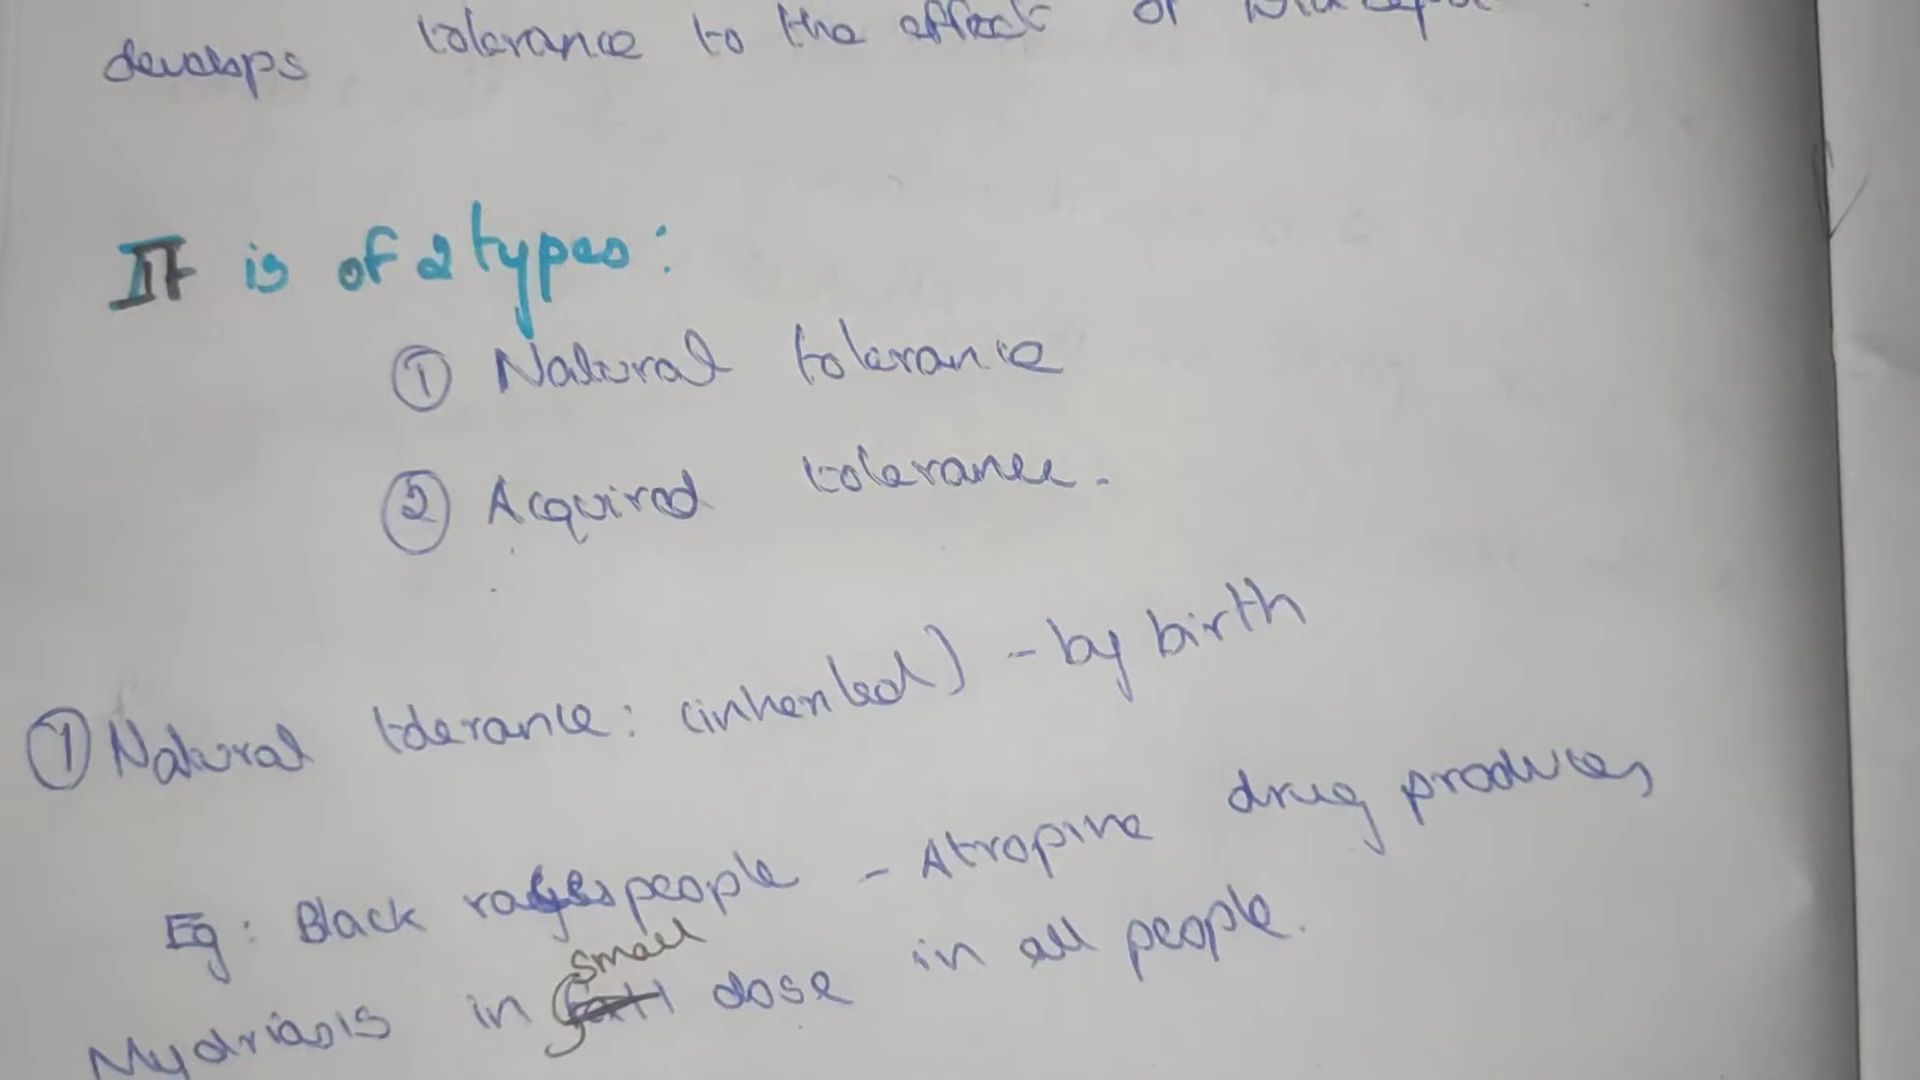 develops tolerance to the effect of
It is of 2 types:
① Natural tolerance
② Acquired tolerance.
① Natural tolerance: (inherited) - by birth
Eg: Black races people - Atropine drug produces
small
Mydriasis in dose in all people.